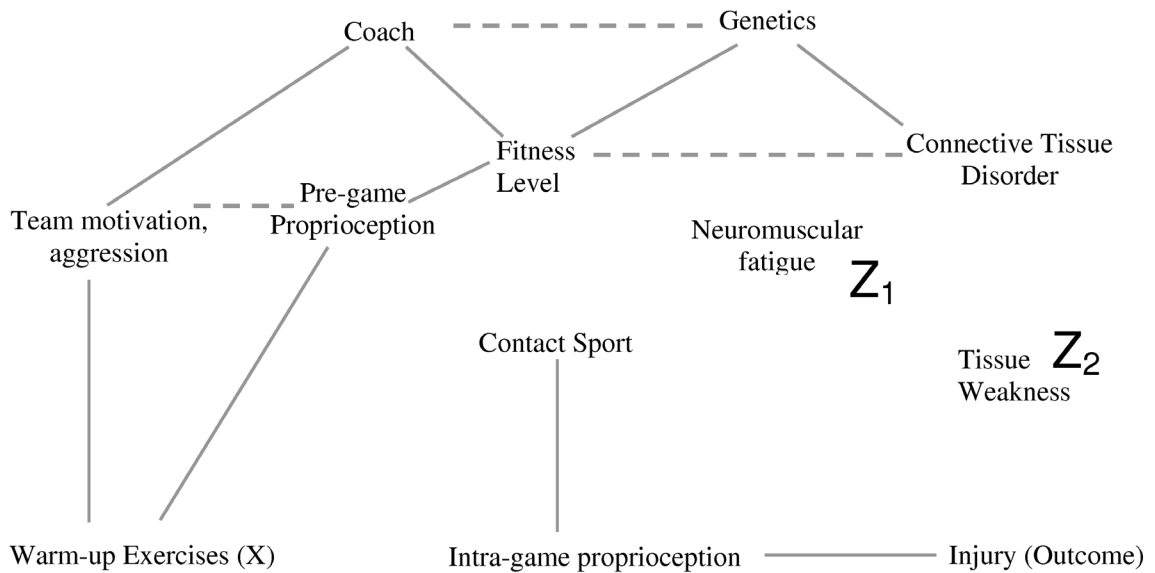 Coach
Genetics
Fitness
Level
Connective Tissue
Disorder
Pre-game
Proprioception
Team motivation,
aggression
Neuromuscular
fatigue
Z1
Contact Sport
Tissue
Weakness
Z2
Warm-up Exercises (X)
Intra-game proprioception
Injury (Outcome)